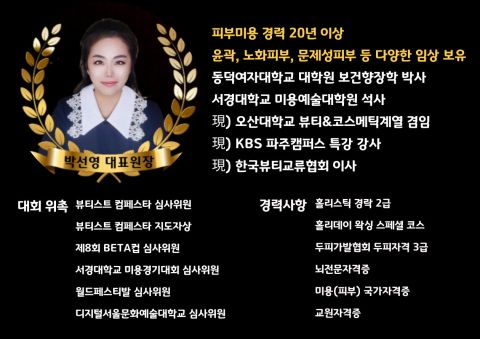 피부미용 경력 20년 이상
윤곽, 노화피부, 문제성피부 등 다양한 임상 보유
동덕여자대학교 대학원 보건향장학 박사
서경대학교 미용예술대학원 석사
現) 오산대학교 뷰티&코스메틱계열 겸임
現) KBS 파주캠퍼스 특강 강사
現) 한국뷰티교류협회 이사
박선영 대표원장
대회 위촉
뷰티스트 컴페스타 심사위원
뷰티스트 컴페스타 지도자상
제8회 BETA컵 심사위원
서경대학교 미용경기대회 심사위원
월드페스티발 심사위원
디지털서울문화예술대학교 심사위원
경력사항
홀리스틱 경락 2급
홀리데이 왁싱 스페셜 코스
두피가발협회 두피자격 3급
뇌전문자격증
미용(피부) 국가자격증
교원자격증